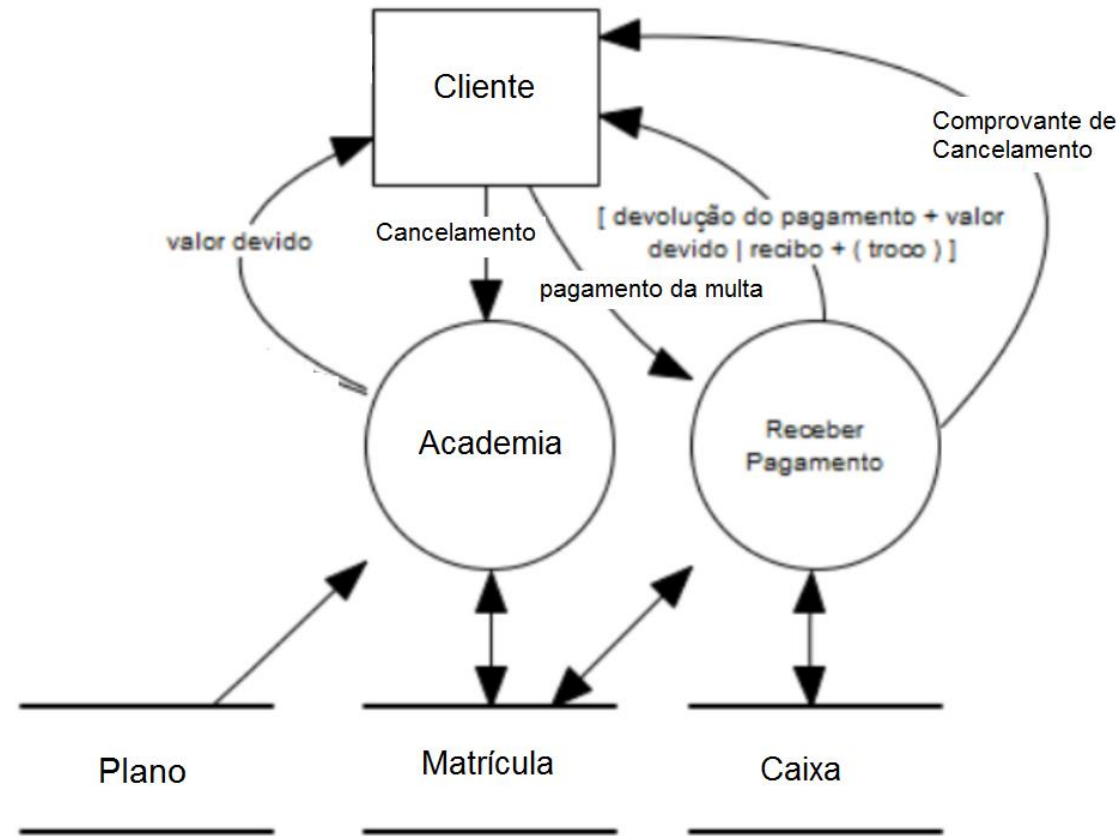 Cliente
Comprovante de
Cancelamento
valor devido
Cancelamento
[ devolução do pagamento + valor
devido | recibo + ( troco ) ]
pagamento da multa
Academia
Receber
Pagamento
Plano
Matrícula
Caixa